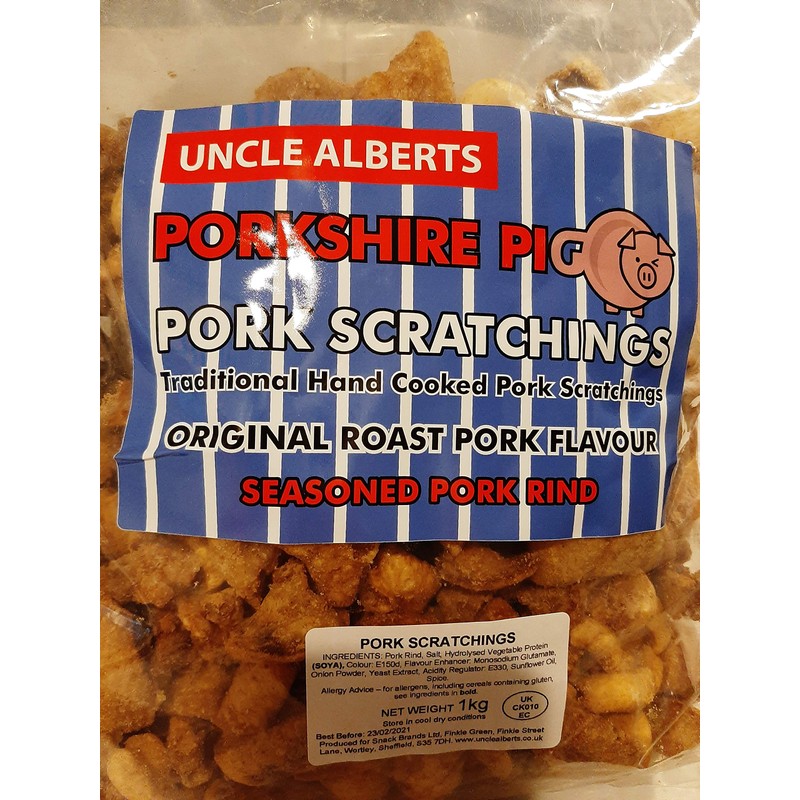 UNCLE ALBERTS
PORKSHIRE PIG
PORK SCRATCHINGS
Traditional Hand Cooked Pork Scratchings
ORIGINAL ROAST PORK FLAVOUR
SEASONED PORK RIND
PORK SCRATCHINGS
INGREDIENTS: Pork Rind, Salt, Hydrolysed Vegetable Protein
(SOYA), Colour: E150d, Flavour Enhancer: Monosodium Glutamate,
Onion Powder, Yeast Extract, Acidity Regulator: E330, Sunflower Oil,
Spice.
Allergy Advice – for allergens, including cereals containing gluten,
see ingredients in bold.
NET WEIGHT 1kg
Store in cool dry conditions
UK
CK010
EC
Best Before: 23/02/2021
Produced for Snack Brands Ltd, Finkle Green, Finkle Street
Lane, Wortley, Sheffield, S35 7DH. www.unclealberts.co.uk